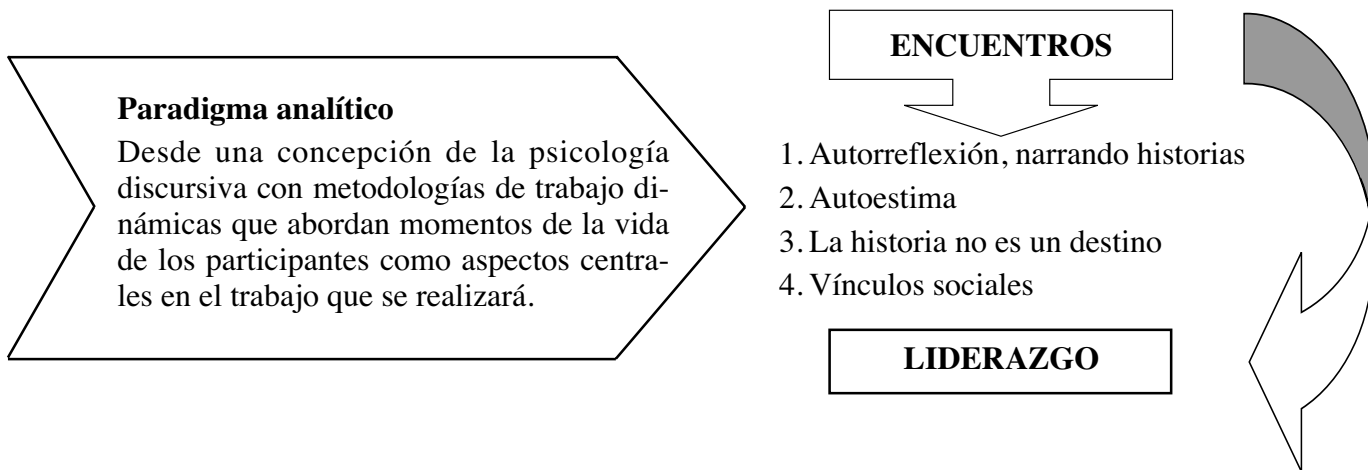 Paradigma analítico
Desde una concepción de la psicología
discursiva con metodologías de trabajo di-
námicas que abordan momentos de la vida
de los participantes como aspectos centra-
les en el trabajo que se realizará.
ENCUENTROS
1. Autorreflexión, narrando historias
2. Autoestima
3. La historia no es un destino
4. Vínculos sociales
LIDERAZGO